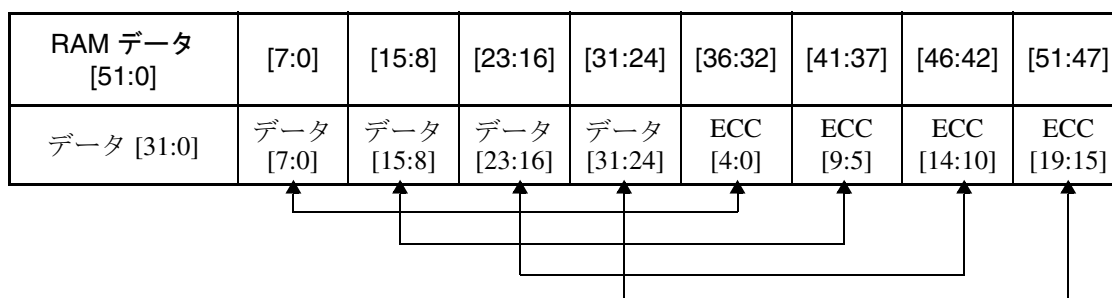 RAM データ [51:0] [7:0] [15:8] [23:16] [31:24] [36:32] [41:37] [46:42] [51:47]
データ [31:0] データ [7:0] データ [15:8] データ [23:16] データ [31:24] ECC [4:0] ECC [9:5] ECC [14:10] ECC [19:15]